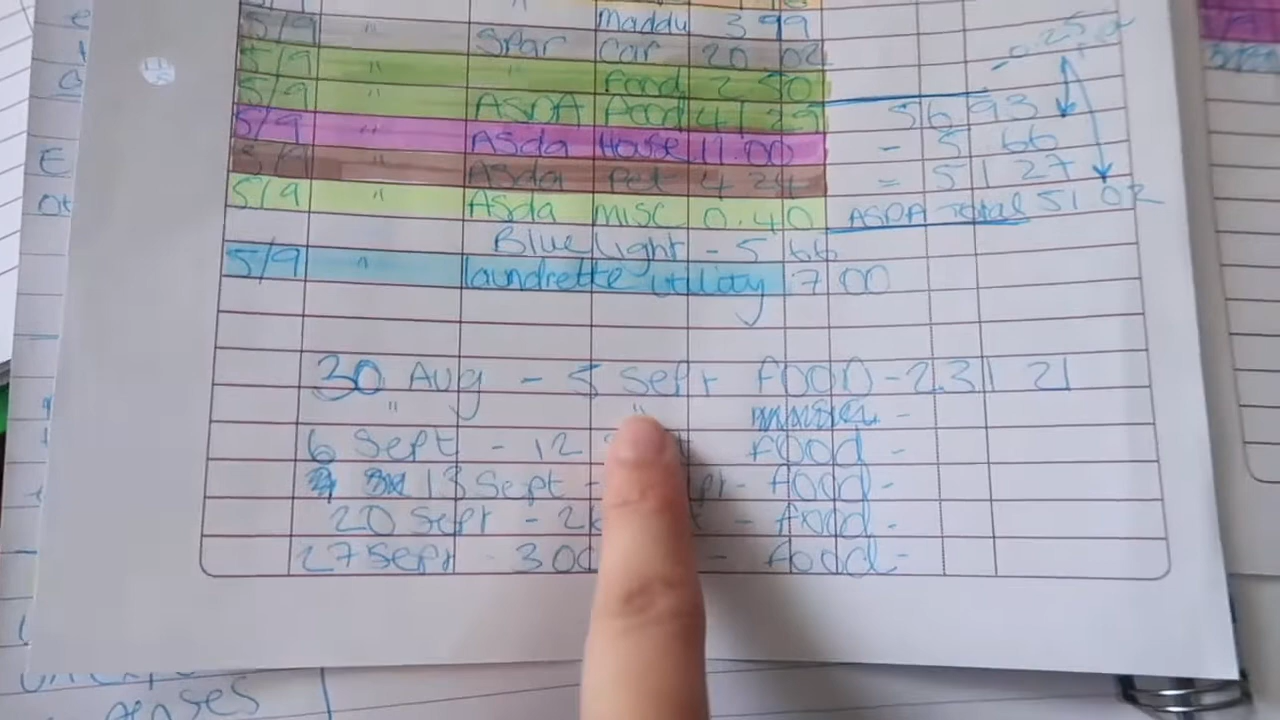 " maddu 3 99
5/9 " Spar Car 20 02
5/9 " " Food 2 50
5/9 " ASDA food 41 29 56 93
5/9 " Asda House 11.00 - 5 66
5/9 " Asda Pet 4 24 = 51 27
5/9 " Asda misc 0.40 ASDA Total 51 02
Blue light - 5 66
5/9 " laundrette utility 7 00
30 Aug - 5 Sept FOOD - 231 21
" " -
6 Sept - 12 food -
13 Sept - food -
20 Sept - food -
27 Sept - 30 - food -